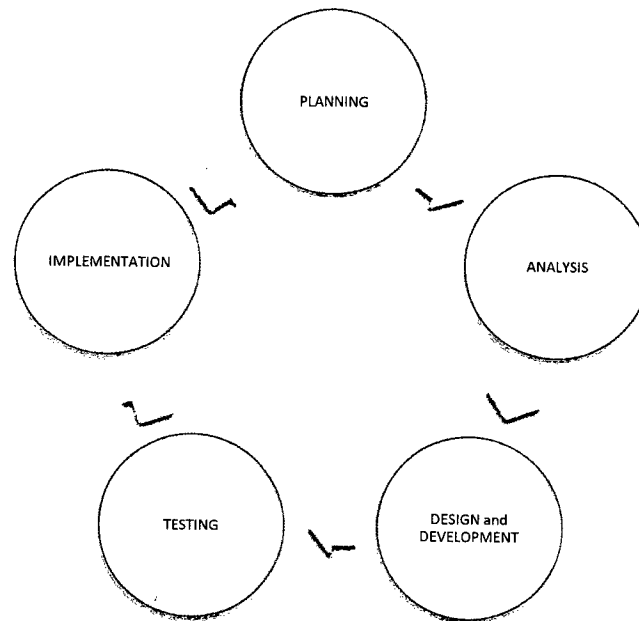 PLANNING
ANALYSIS
DESIGN and
DEVELOPMENT
TESTING
IMPLEMENTATION